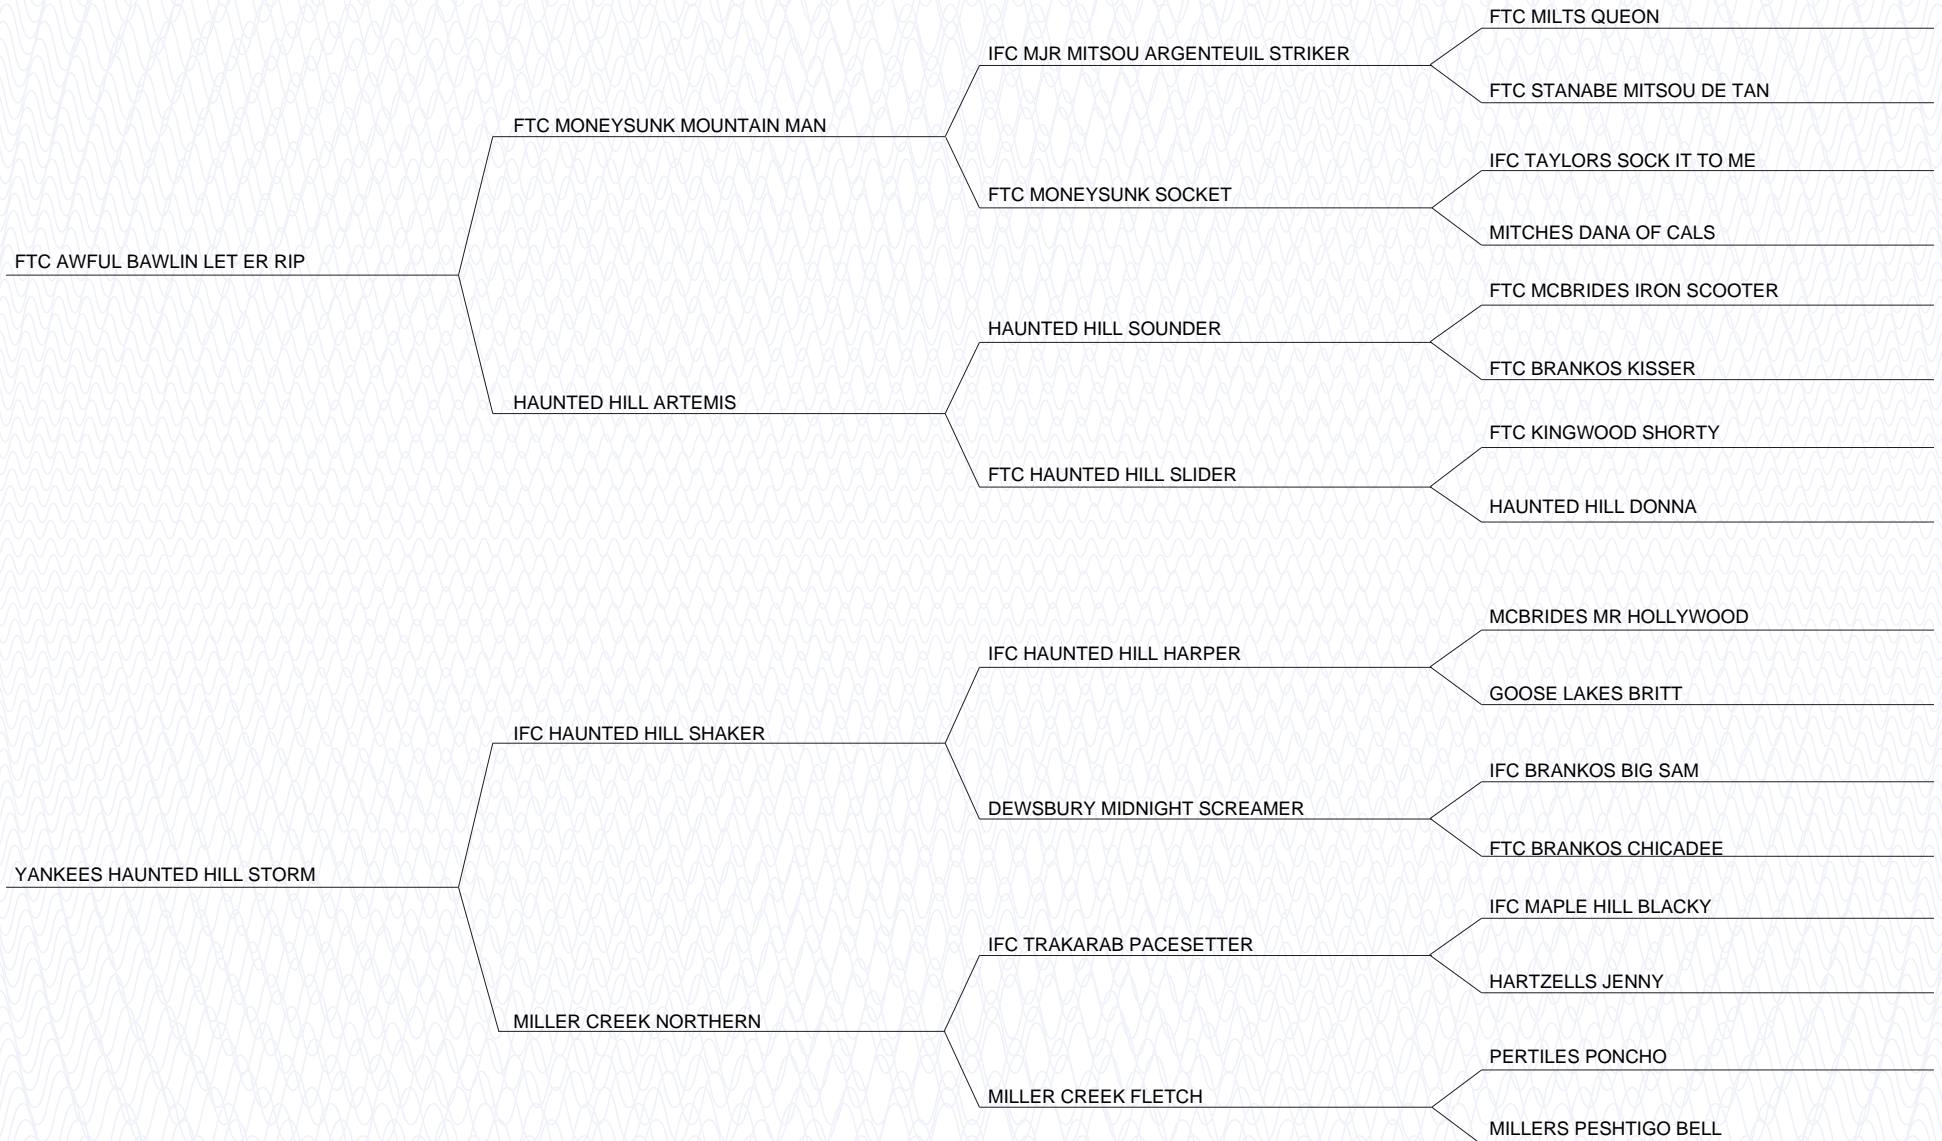 FTC MILTS QUEON
IFC MJR MITSOU ARGENTEUIL STRIKER
FTC STANABE MITSOU DE TAN
FTC MONEYSUNK MOUNTAIN MAN
IFC TAYLORS SOCK IT TO ME
FTC MONEYSUNK SOCKET
MITCHES DANA OF CALS
FTC AWFUL BAWLIN LET ER RIP
FTC MCBRIDES IRON SCOOTER
HAUNTED HILL SOUNDER
FTC BRANKOS KISSER
HAUNTED HILL ARTEMIS
FTC KINGWOOD SHORTY
FTC HAUNTED HILL SLIDER
HAUNTED HILL DONNA
MCBRIDES MR HOLLYWOOD
IFC HAUNTED HILL HARPER
GOOSE LAKES BRITT
IFC HAUNTED HILL SHAKER
IFC BRANKOS BIG SAM
DEWSBURY MIDNIGHT SCREAMER
FTC BRANKOS CHICADEE
YANKEES HAUNTED HILL STORM
IFC MAPLE HILL BLACKY
IFC TRAKARAB PACESETTER
HARTZELLS JENNY
MILLER CREEK NORTHERN
PERTILES PONCHO
MILLER CREEK FLETCH
MILLERS PESHTIGO BELL